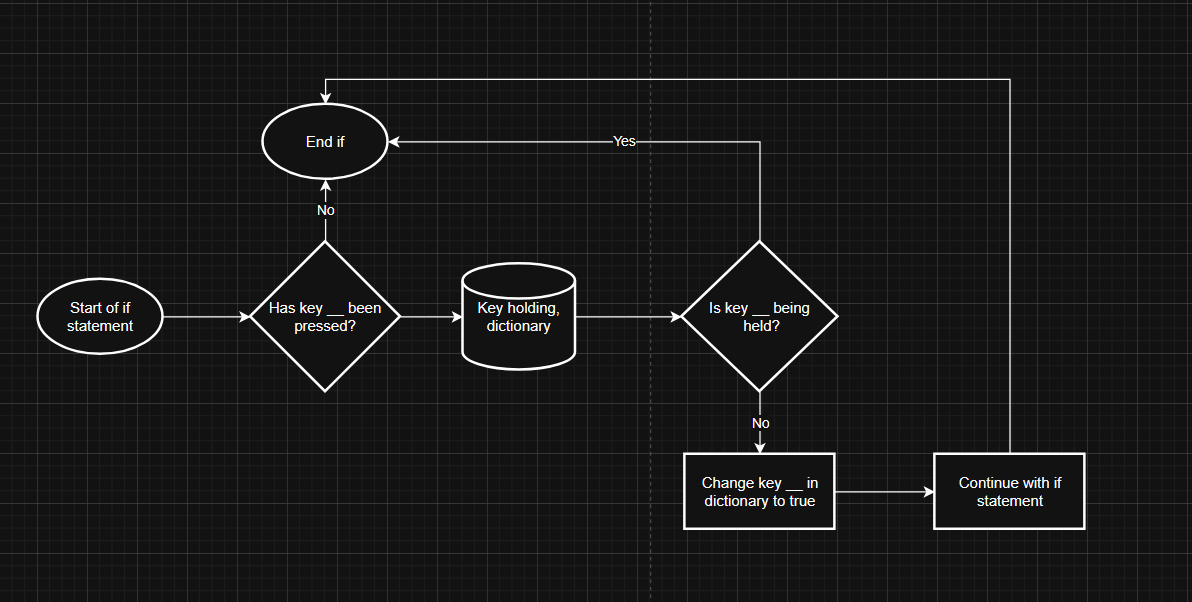 End if
Yes
No
Start of if
statement
Has key __ been
pressed?
Key holding,
dictionary
Is key __ being
held?
No
Change key __ in
dictionary to true
Continue with if
statement